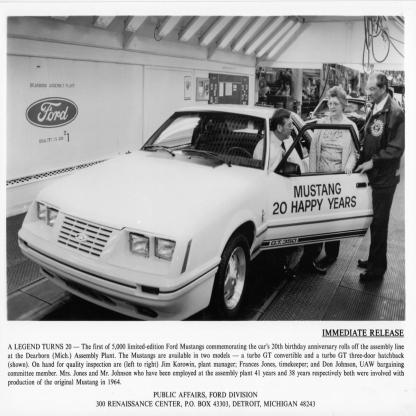 DEARBORN ASSEMBLY PLANT
Ford
MUSTANG
20 HAPPY YEARS
IMMEDIATE RELEASE
A LEGEND TURNS 20 — The first of 5,000 limited-edition Ford Mustangs commemorating the car's 20th birthday anniversary rolls off the assembly line
at the Dearborn (Mich.) Assembly Plant. The Mustangs are available in two models — a turbo GT convertible and a turbo GT three-door hatchback
(shown). On hand for quality inspection are (left to right) Jim Korowin, plant manager; Frances Jones, timekeeper; and Don Johnson, UAW bargaining
committee member. Mrs. Jones and Mr. Johnson who have been employed at the assembly plant 41 years and 38 years respectively both were involved with
production of the original Mustang in 1964.
PUBLIC AFFAIRS, FORD DIVISION
300 RENAISSANCE CENTER, P.O. BOX 43303, DETROIT, MICHIGAN 48243